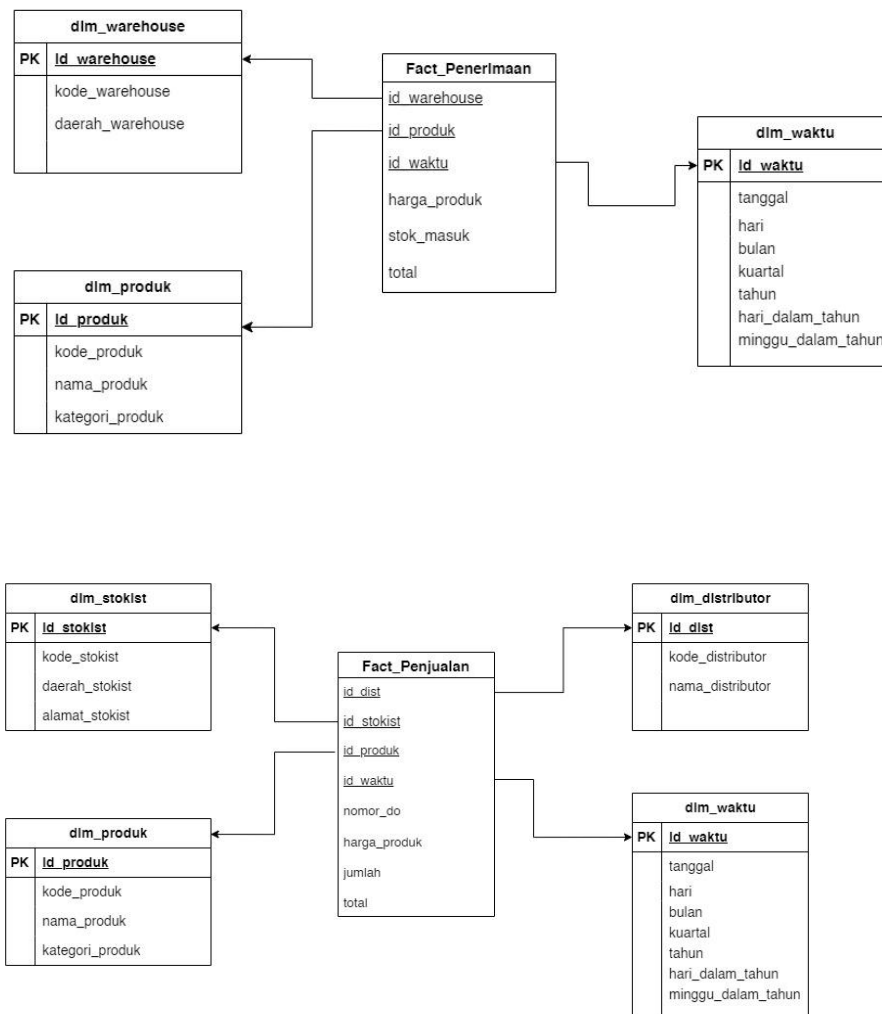 dim_warehouse
PK id_warehouse
kode_warehouse
daerah_warehouse
Fact_Penerimaan
id_warehouse
id_produk
id_waktu
harga_produk
stok_masuk
total
dim_waktu
PK id_waktu
tanggal
hari
bulan
kuartal
tahun
hari_dalam_tahun
minggu_dalam_tahun
dim_produk
PK id_produk
kode_produk
nama_produk
kategori_produk
dim_stokist
PK id_stokist
kode_stokist
daerah_stokist
alamat_stokist
Fact_Penjualan
id_dist
id_stokist
id_produk
id_waktu
nomor_do
harga_produk
jumlah
total
dim_distributor
PK id_dist
kode_distributor
nama_distributor
dim_produk
PK id_produk
kode_produk
nama_produk
kategori_produk
dim_waktu
PK id_waktu
tanggal
hari
bulan
kuartal
tahun
hari_dalam_tahun
minggu_dalam_tahun